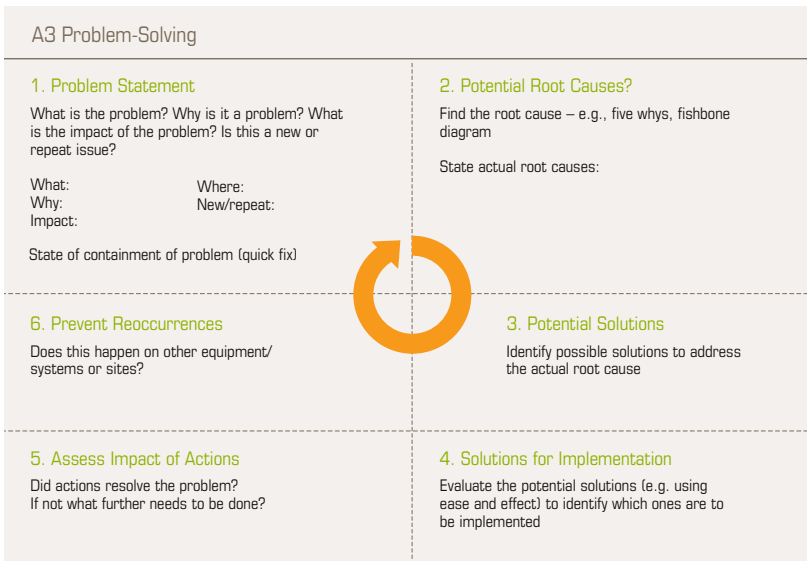 A3 Problem-Solving
1. Problem Statement
What is the problem? Why is it a problem? What
is the impact of the problem? Is this a new or
repeat issue?
What:
Why:
Impact:
Where:
New/repeat:
State of containment of problem (quick fix)
2. Potential Root Causes?
Find the root cause – e.g., five whys, fishbone
diagram
State actual root causes:
3. Potential Solutions
Identify possible solutions to address
the actual root cause
4. Solutions for Implementation
Evaluate the potential solutions (e.g. using
ease and effect) to identify which ones are to
be implemented
5. Assess Impact of Actions
Did actions resolve the problem?
If not what further needs to be done?
6. Prevent Reoccurrences
Does this happen on other equipment/
systems or sites?